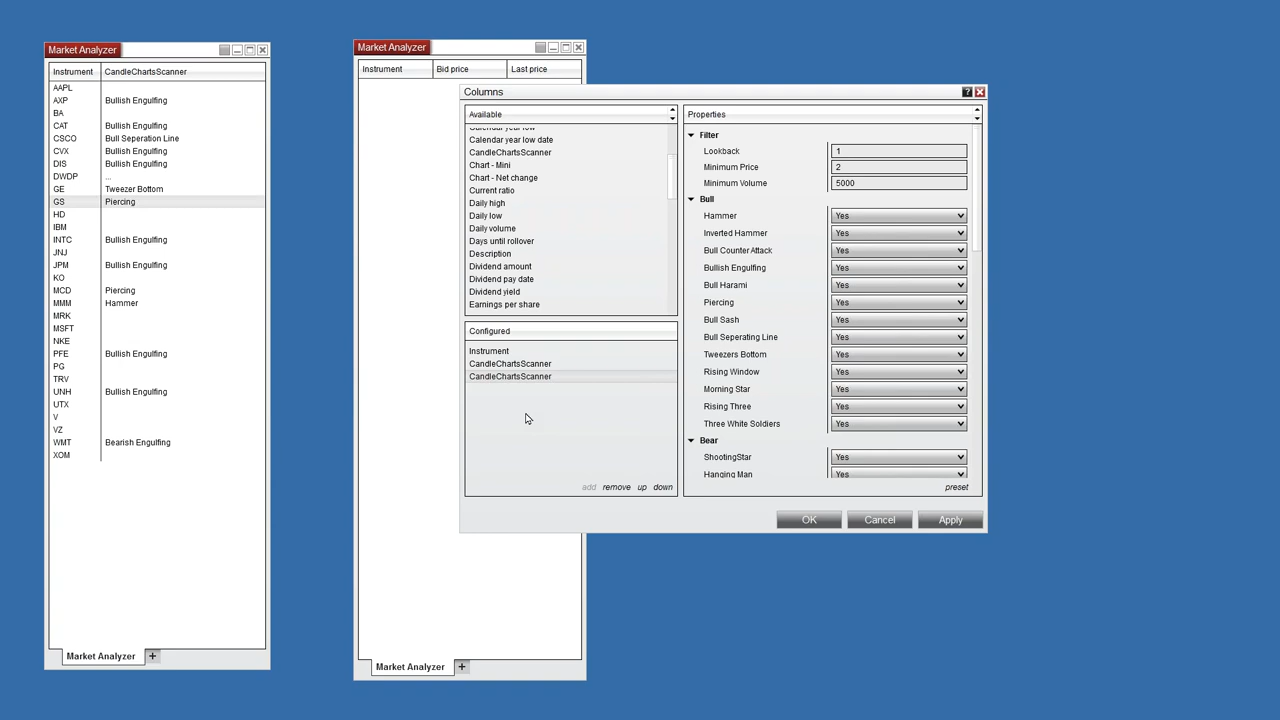 Market Analyzer
Instrument CandleChartsScanner
AAPL
AXP Bullish Engulfing
BA
CAT Bullish Engulfing
CSCO Bull Seperation Line
CVX Bullish Engulfing
DIS Bullish Engulfing
DWDP ...
GE Tweezer Bottom
GS Piercing
HD
IBM
INTC Bullish Engulfing
JNJ
JPM Bullish Engulfing
KO
MCD Piercing
MMM Hammer
MRK
MSFT
NKE
PFE Bullish Engulfing
PG
TRV
UNH Bullish Engulfing
UTX
V
VZ
WMT Bearish Engulfing
XOM
Market Analyzer +
Market Analyzer
Instrument Bid price Last price
Market Analyzer +
Columns ?
Available
Calendar year low
Calendar year low date
CandleChartsScanner
Chart - Mini
Chart - Net change
Current ratio
Daily high
Daily low
Daily volume
Days until rollover
Description
Dividend amount
Dividend pay date
Dividend yield
Earnings per share
Configured
Instrument
CandleChartsScanner
CandleChartsScanner
add remove up down
Properties
Filter
Lookback 1
Minimum Price 2
Minimum Volume 5000
Bull
Hammer Yes
Inverted Hammer Yes
Bull Counter Attack Yes
Bullish Engulfing Yes
Bull Harami Yes
Piercing Yes
Bull Sash Yes
Bull Seperating Line Yes
Tweezers Bottom Yes
Rising Window Yes
Morning Star Yes
Rising Three Yes
Three White Soldiers Yes
Bear
ShootingStar Yes
Hanging Man Yes
preset
OK Cancel Apply